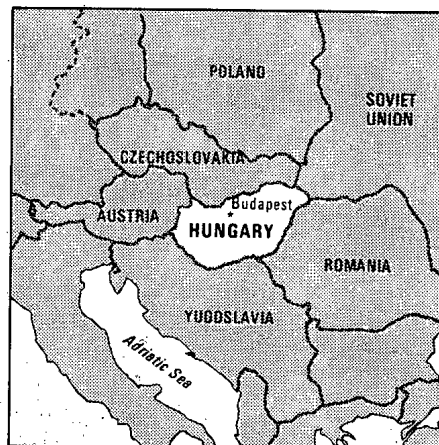 POLAND
SOVIET
UNION
CZECHOSLOVAKIA
AUSTRIA
Budapest
HUNGARY
ROMANIA
YUGOSLAVIA
Adriatic Sea